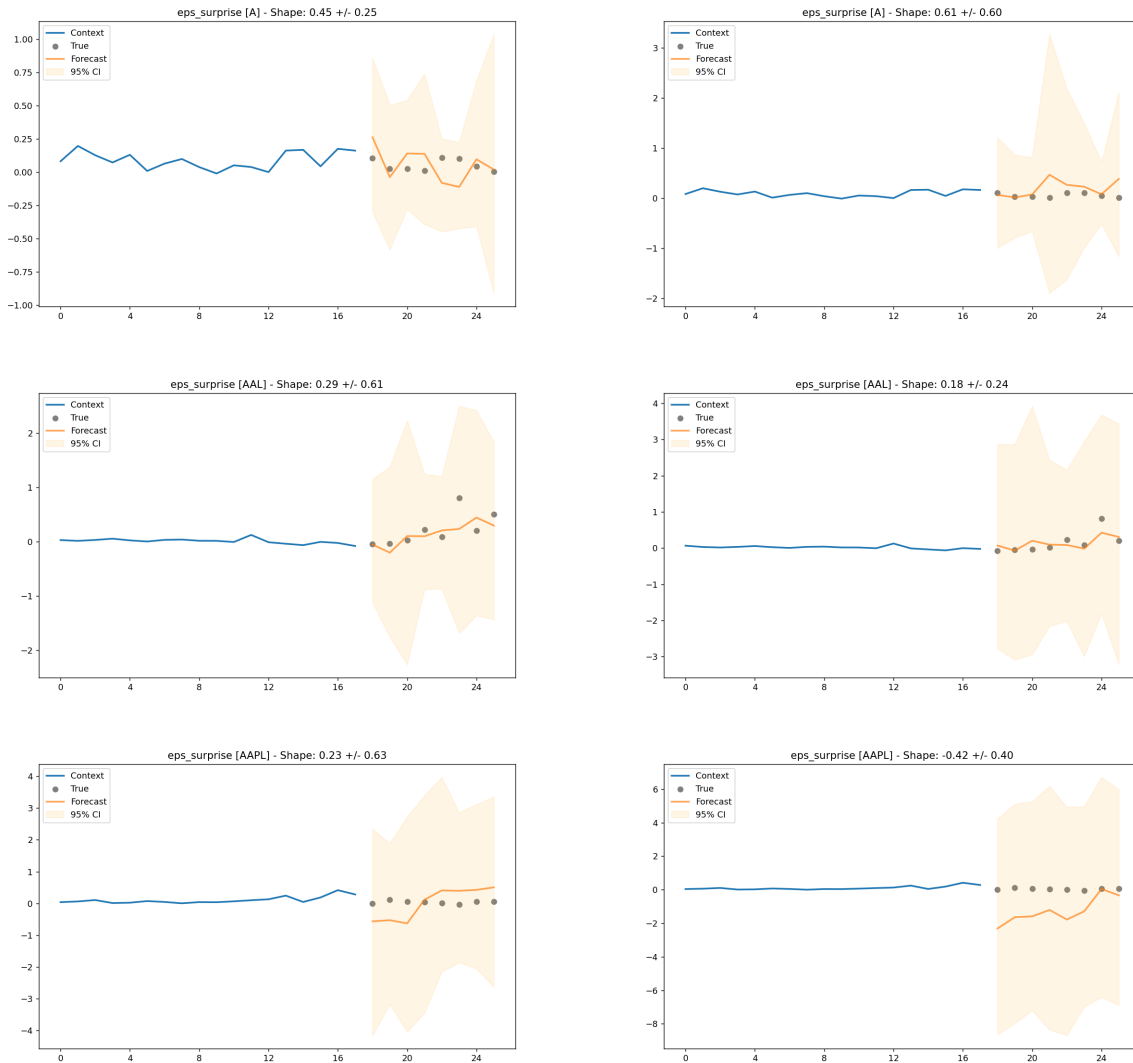 eps_surprise [A] - Shape: 0.45 +/- 0.25
1.00
0.75
0.50
0.25
0.00
−0.25
−0.50
−0.75
−1.00
0 4 8 12 16 20 24
Context
True
Forecast
95% CI
eps_surprise [A] - Shape: 0.61 +/- 0.60
3
2
1
0
−1
−2
0 4 8 12 16 20 24
Context
True
Forecast
95% CI
eps_surprise [AAL] - Shape: 0.29 +/- 0.61
2
1
0
−1
−2
0 4 8 12 16 20 24
Context
True
Forecast
95% CI
eps_surprise [AAL] - Shape: 0.18 +/- 0.24
4
3
2
1
0
−1
−2
−3
0 4 8 12 16 20 24
Context
True
Forecast
95% CI
eps_surprise [AAPL] - Shape: 0.23 +/- 0.63
4
3
2
1
0
−1
−2
−3
−4
0 4 8 12 16 20 24
Context
True
Forecast
95% CI
eps_surprise [AAPL] - Shape: -0.42 +/- 0.40
6
4
2
0
−2
−4
−6
−8
0 4 8 12 16 20 24
Context
True
Forecast
95% CI